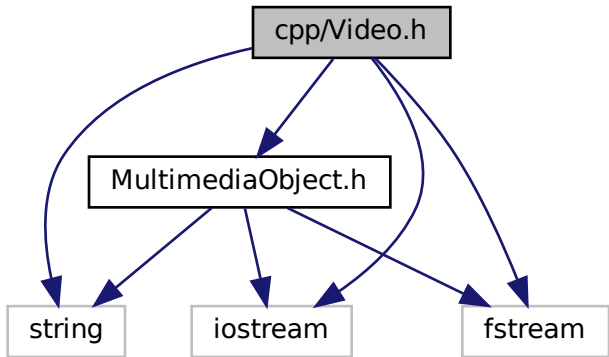 cpp/Video.h
MultimediaObject.h
string
iostream
fstream